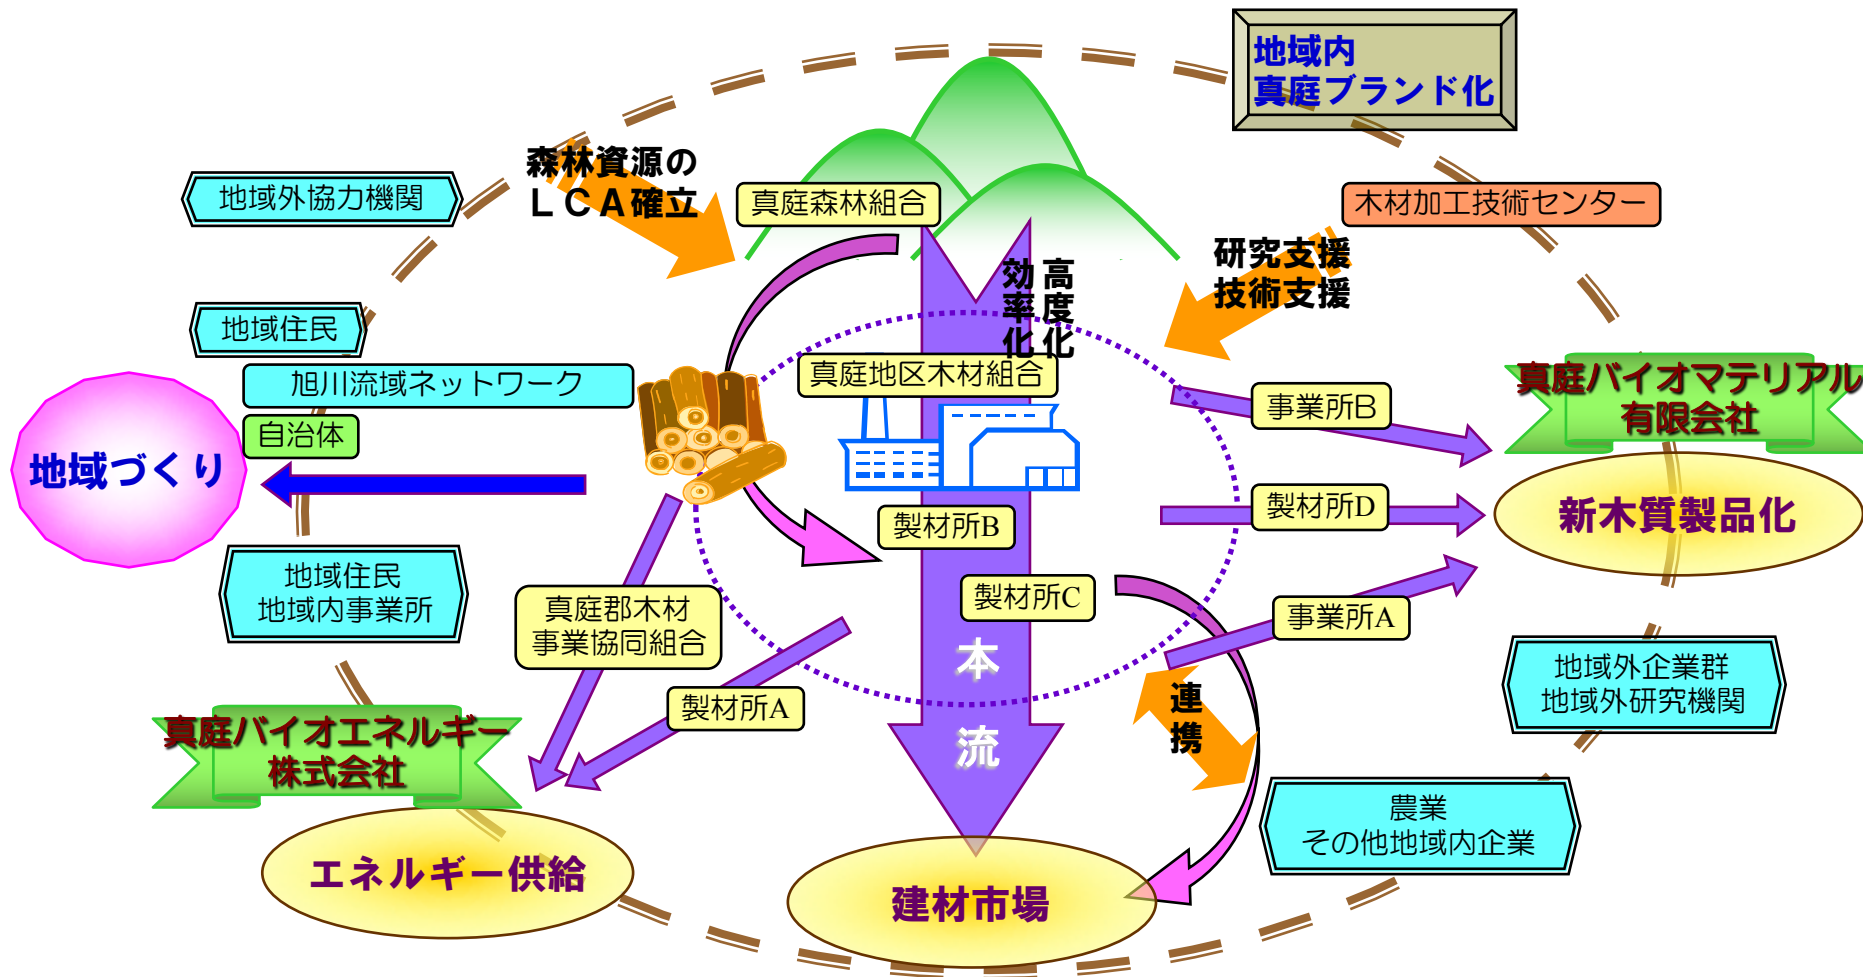 地域内
真庭ブランド化
森林資源の
ＬＣＡ確立
地域外協力機関
真庭森林組合
木材加工技術センター
研究支援
技術支援
高度化
効率化
地域住民
旭川流域ネットワーク
自治体
地域づくり
真庭地区木材組合
事業所B
真庭バイオマテリアル
有限会社
新木質製品化
製材所B
製材所D
地域住民
地域内事業所
真庭郡木材
事業協同組合
製材所C
事業所A
本流
製材所A
連携
地域外企業群
地域外研究機関
真庭バイオエネルギー
株式会社
農業
その他地域内企業
エネルギー供給
建材市場